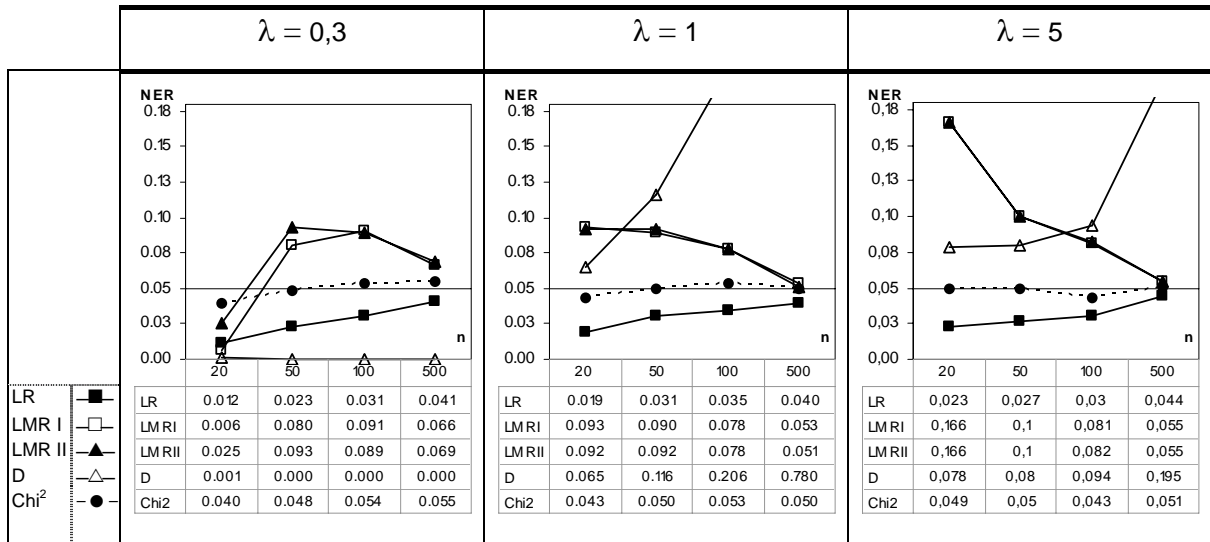 λ = 0,3
λ = 1
λ = 5
NER
0.18
0.15
0.13
0.10
0.08
0.05
0.03
0.00
n
20 50 100 500
LR 0.012 0.023 0.031 0.041
LMRI 0.006 0.080 0.091 0.066
LMRII 0.025 0.093 0.089 0.069
D 0.001 0.000 0.000 0.000
Chi2 0.040 0.048 0.054 0.055
NER
0.18
0.15
0.13
0.10
0.08
0.05
0.03
0.00
n
20 50 100 500
LR 0.019 0.031 0.035 0.040
LMRI 0.093 0.090 0.078 0.053
LMRII 0.092 0.092 0.078 0.051
D 0.065 0.116 0.206 0.780
Chi2 0.043 0.050 0.053 0.050
NER
0,18
0,15
0,13
0,10
0,08
0,05
0,03
0,00
n
20 50 100 500
LR 0,023 0,027 0,03 0,044
LMRI 0,166 0,1 0,081 0,055
LMRII 0,166 0,1 0,082 0,055
D 0,078 0,08 0,094 0,195
Chi2 0,049 0,05 0,043 0,051
LR
LMR I
LMR II
D
Chi²